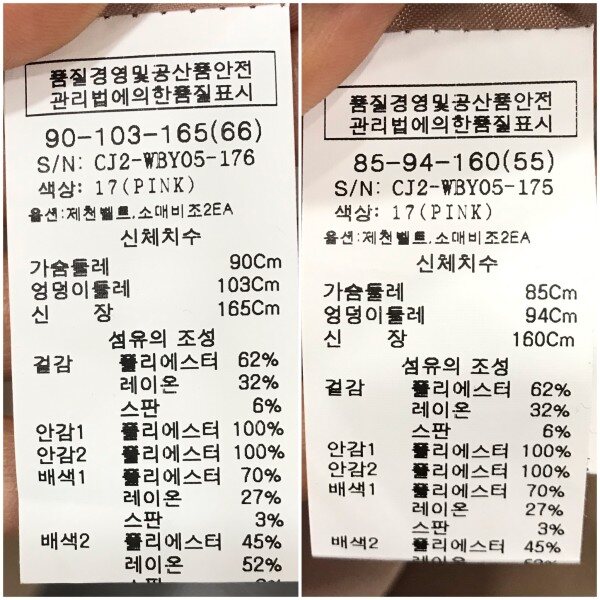 품질경영및공산품안전
관리법에의한품질표시
90-103-165(66)
S/N: CJ2-WBY05-176
색상: 17(PINK)
옵션:제천벨트,소매비조2EA
신체치수
가슴둘레 90Cm
엉덩이둘레 103Cm
신 장 165Cm
섬유의 조성
겉감 폴리에스터 62%
레이온 32%
스판 6%
안감1 폴리에스터 100%
안감2 폴리에스터 100%
배색1 폴리에스터 70%
레이온 27%
스판 3%
배색2 폴리에스터 45%
레이온 52%
스판
품질경영및공산품안전
관리법에의한품질표시
85-94-160(55)
S/N: CJ2-WBY05-175
색상: 17(PINK)
옵션:제천벨트,소매비조2EA
신체치수
가슴둘레 85Cm
엉덩이둘레 94Cm
신 장 160Cm
섬유의 조성
겉감 폴리에스터 62%
레이온 32%
스판 6%
안감1 폴리에스터 100%
안감2 폴리에스터 100%
배색1 폴리에스터 70%
레이온 27%
스판 3%
배색2 폴리에스터 45%
레이온